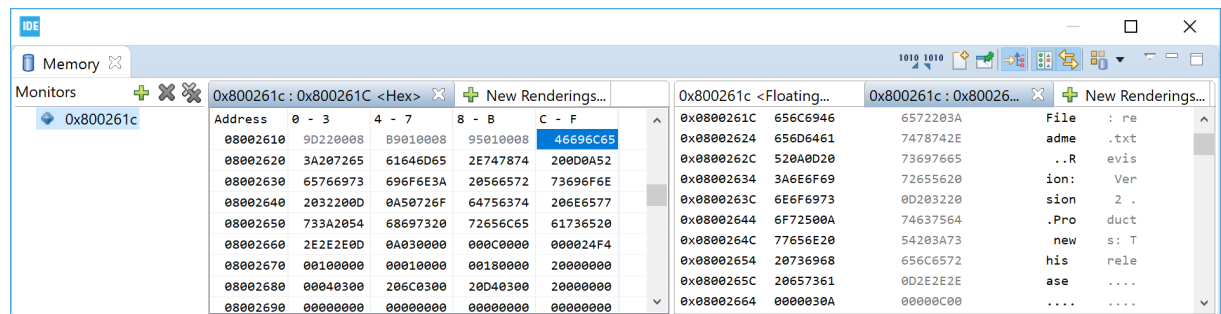 IDE
Memory
1010 1010
Monitors
0x800261c
0x800261c : 0x800261C <Hex> New Renderings...
Address 0 - 3 4 - 7 8 - B C - F
08002610 9D220008 B9010008 95010008 46696C65
08002620 3A207265 61646D65 2E747874 200D0A52
08002630 65766973 696F6E3A 20566572 73696F6E
08002640 2032200D 0A50726F 64756374 206E6577
08002650 733A2054 68697320 72656C65 61736520
08002660 2E2E2E0D 0A030000 000C0000 000024F4
08002670 00100000 00010000 00180000 20000000
08002680 00040300 206C0300 20D40300 20000000
08002690 00000000 00000000 00000000 00000000
0x800261c <Floating... 0x800261c : 0x80026... New Renderings...
0x0800261C 656C6946 6572203A File : re
0x08002624 656D6461 7478742E adme .txt
0x0800262C 520A0D20 73697665 ..R evis
0x08002634 3A6E6F69 72655620 ion: Ver
0x0800263C 6E6F6973 0D203220 sion 2 .
0x08002644 6F72500A 74637564 .Pro duct
0x0800264C 77656E20 54203A73 new s: T
0x08002654 20736968 656C6572 his rele
0x0800265C 20657361 0D2E2E2E ase ....
0x08002664 0000030A 00000C00 .... ....